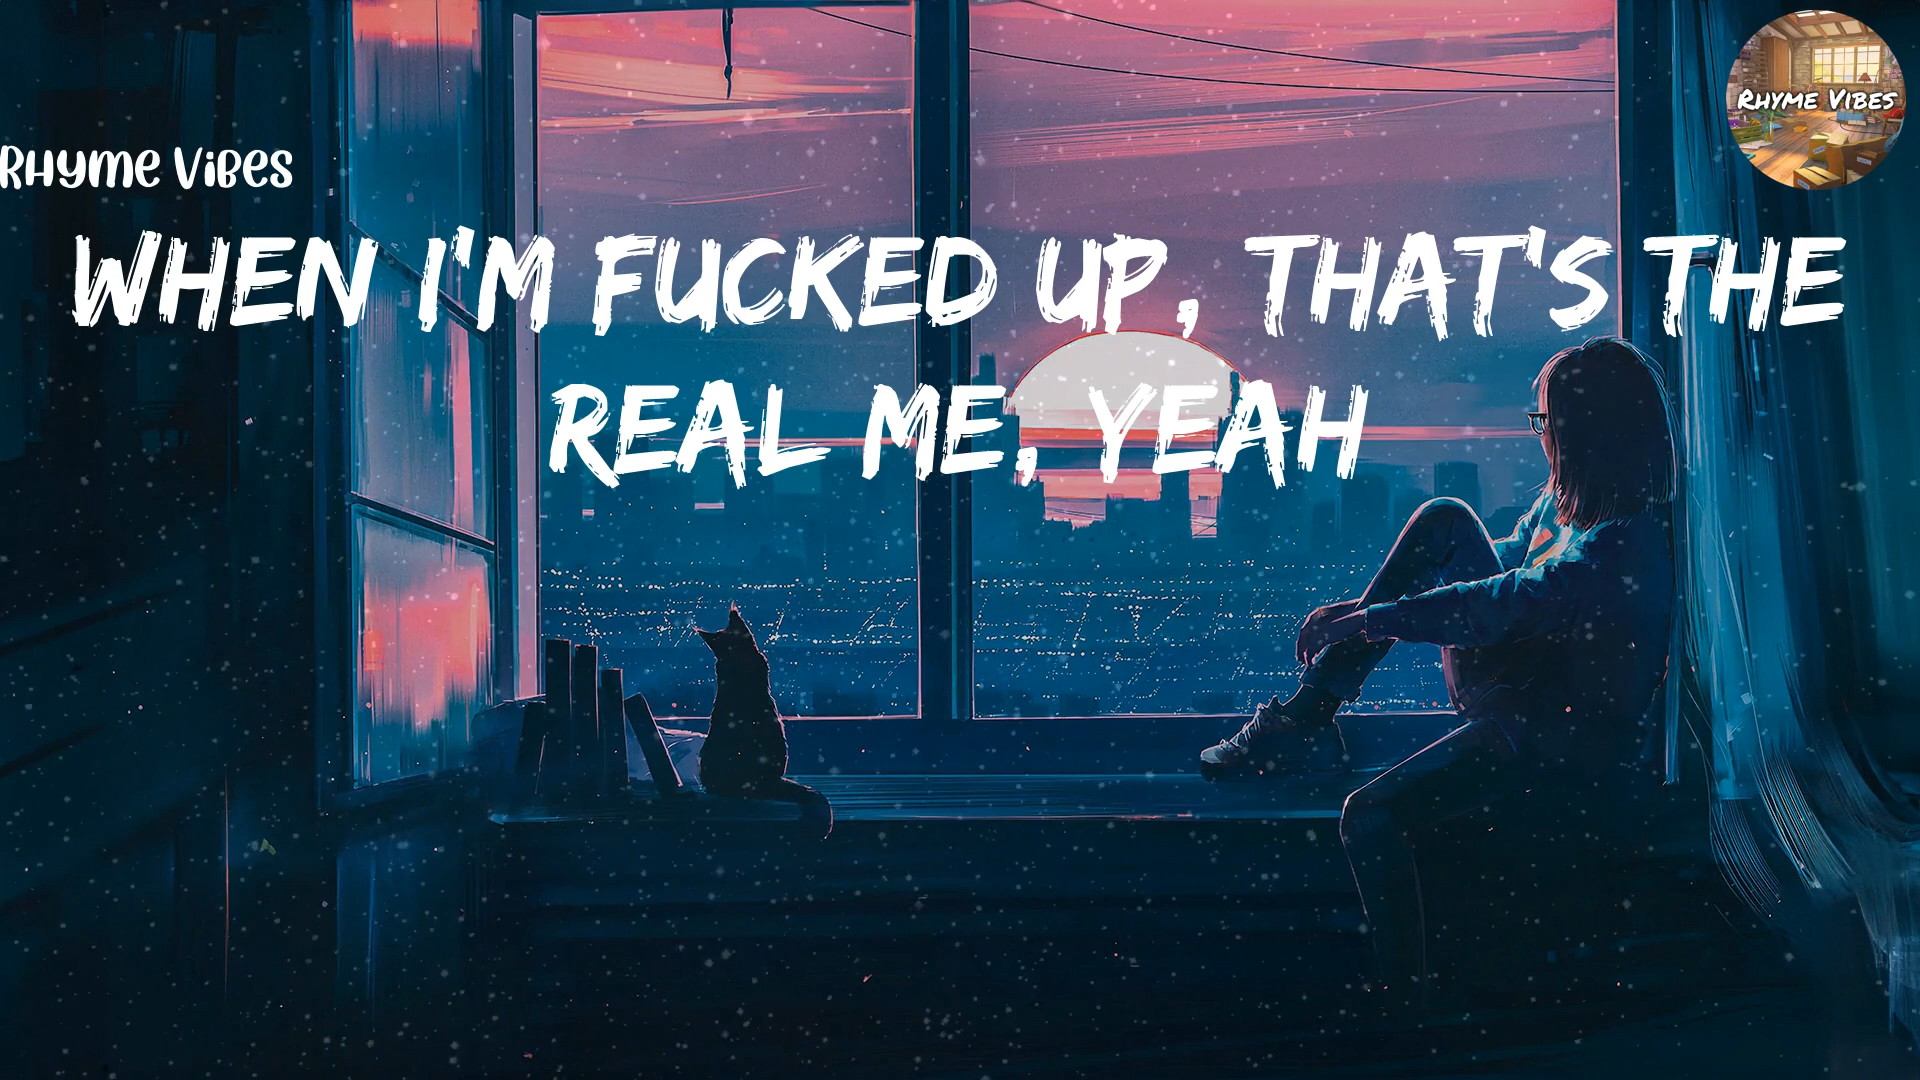 Rhyme Vibes
Rhyme Vibes
WHEN I'M FUCKED UP, THAT'S THE
REAL ME, YEAH